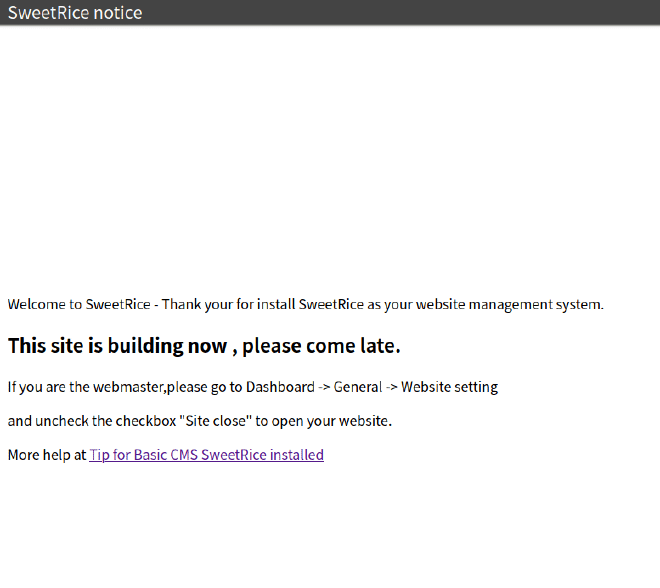 SweetRice notice
Welcome to SweetRice - Thank your for install SweetRice as your website management system.
This site is building now , please come late.
If you are the webmaster,please go to Dashboard -> General -> Website setting
and uncheck the checkbox "Site close" to open your website.
More help at Tip for Basic CMS SweetRice installed